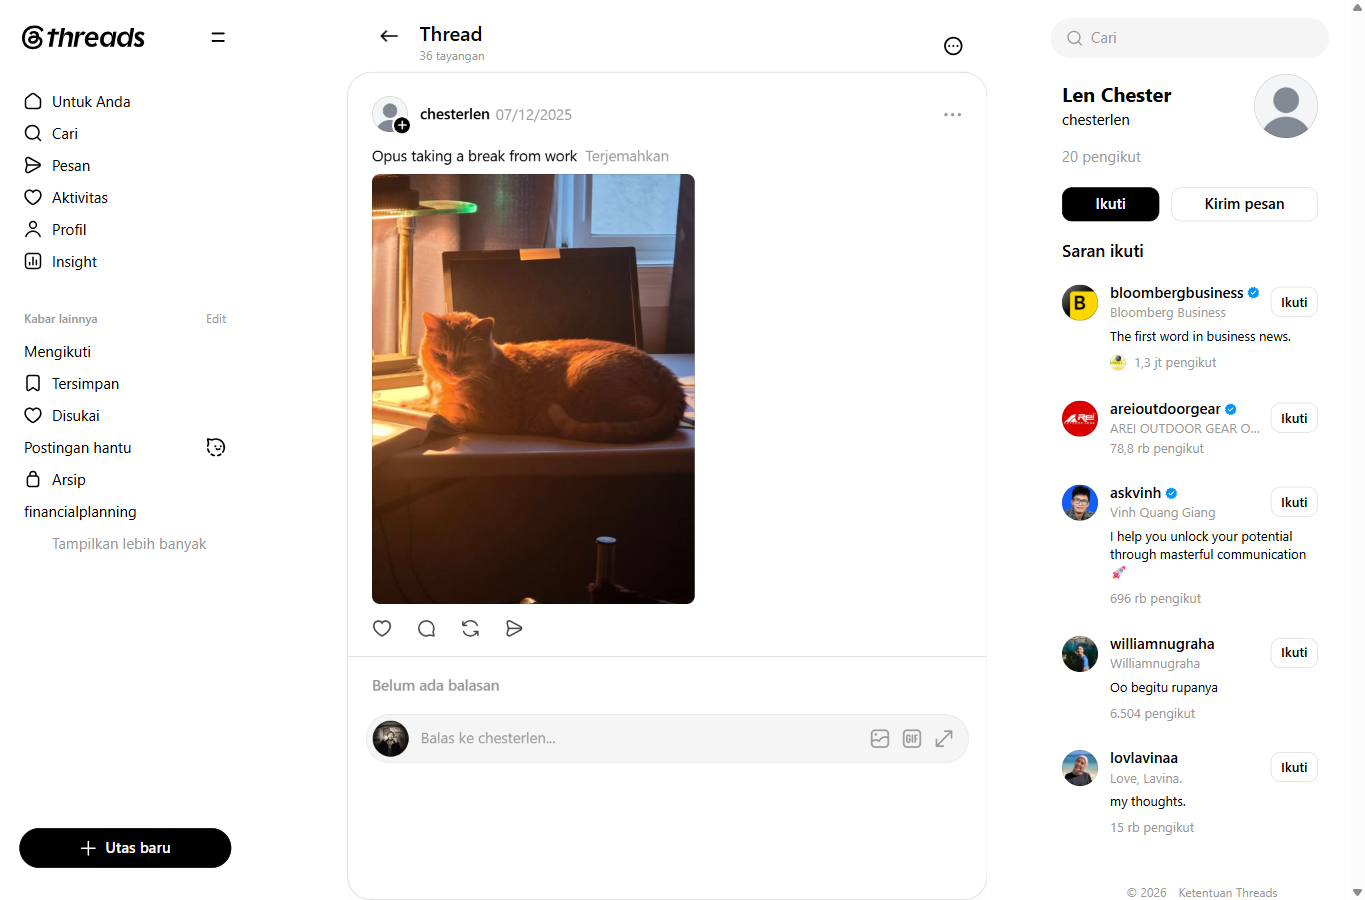 threads
Untuk Anda
Cari
Pesan
Aktivitas
Profil
Insight
Kabar lainnya
Edit
Mengikuti
Tersimpan
Disukai
Postingan hantu
Arsip
financialplanning
Tampilkan lebih banyak
Utas baru
Thread
36 tayangan
chesterlen 07/12/2025
Opus taking a break from work Terjemahkan
Belum ada balasan
Balas ke chesterlen...
GIF
Cari
Len Chester
chesterlen
20 pengikut
Ikuti
Kirim pesan
Saran ikuti
B
bloombergbusiness
Bloomberg Business
Ikuti
The first word in business news.
1,3 jt pengikut
AREI
areioutdoorgear
AREI OUTDOOR GEAR O...
Ikuti
78,8 rb pengikut
askvinh
Vinh Quang Giang
Ikuti
I help you unlock your potential
through masterful communication
696 rb pengikut
williamnugraha
Williamnugraha
Ikuti
Oo begitu rupanya
6.504 pengikut
lovlavinaa
Love, Lavina.
Ikuti
my thoughts.
15 rb pengikut
© 2026 Ketentuan Threads